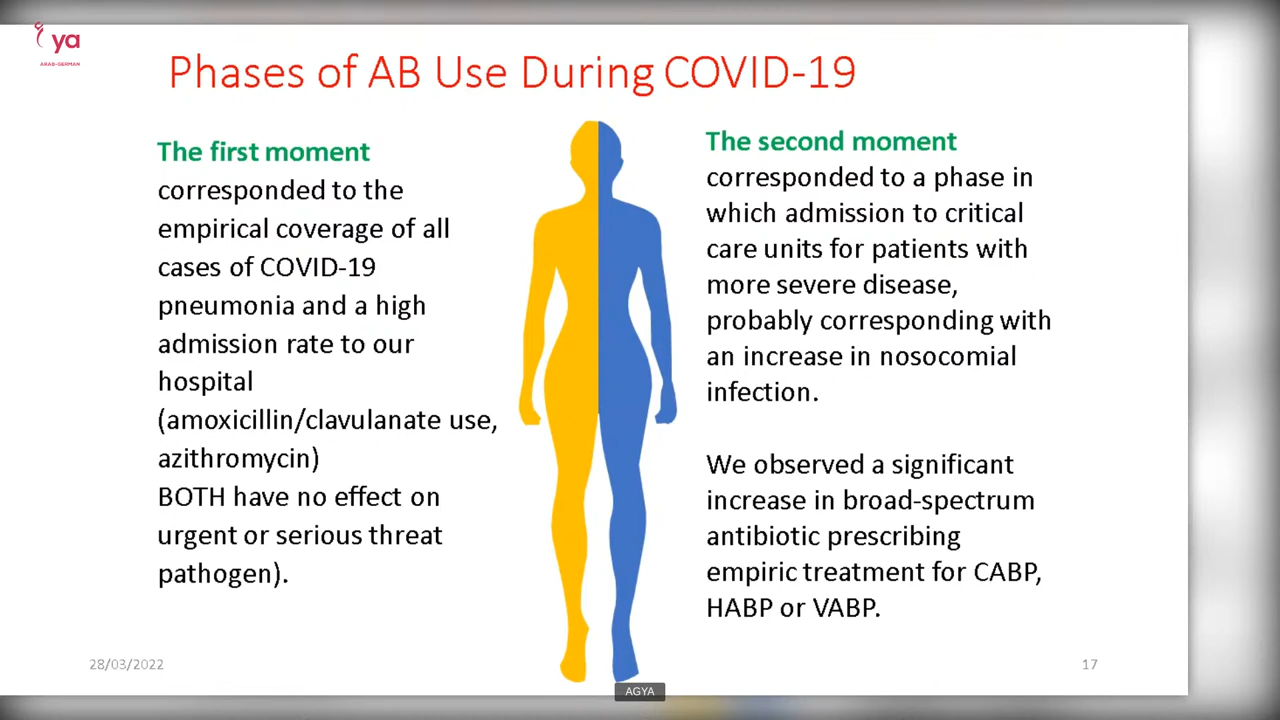 ya
ARAB-GERMAN
Phases of AB Use During COVID-19
The first moment
corresponded to the
empirical coverage of all
cases of COVID-19
pneumonia and a high
admission rate to our
hospital
(amoxicillin/clavulanate use,
azithromycin)
BOTH have no effect on
urgent or serious threat
pathogen).
The second moment
corresponded to a phase in
which admission to critical
care units for patients with
more severe disease,
probably corresponding with
an increase in nosocomial
infection.
We observed a significant
increase in broad-spectrum
antibiotic prescribing
empiric treatment for CABP,
HABP or VABP.
28/03/2022
17
AGYA